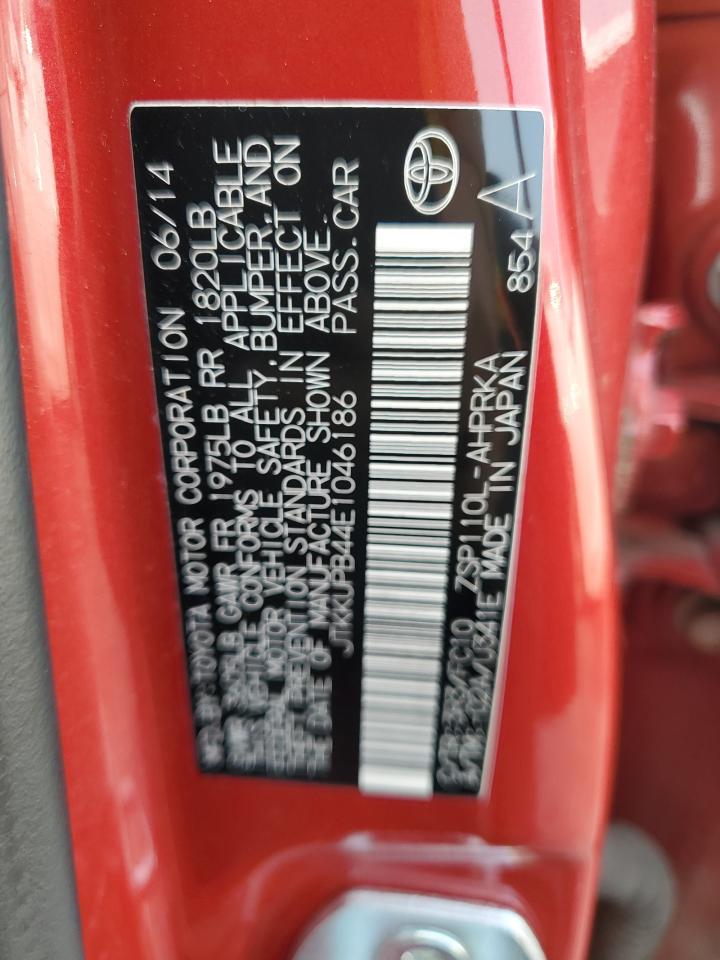 MFD. BY: TOYOTA MOTOR CORPORATION 06/14
GAWR FR 1975LB RR 1820LB
THIS VEHICLE CONFORMS TO ALL APPLICABLE
FEDERAL MOTOR VEHICLE SAFETY, BUMPER, AND
THEFT PREVENTION STANDARDS IN EFFECT ON
THE DATE OF MANUFACTURE SHOWN ABOVE.
JTKKUPB44E1046186 PASS. CAR
ZSP110L-AHPRKA 854A
MADE IN JAPAN